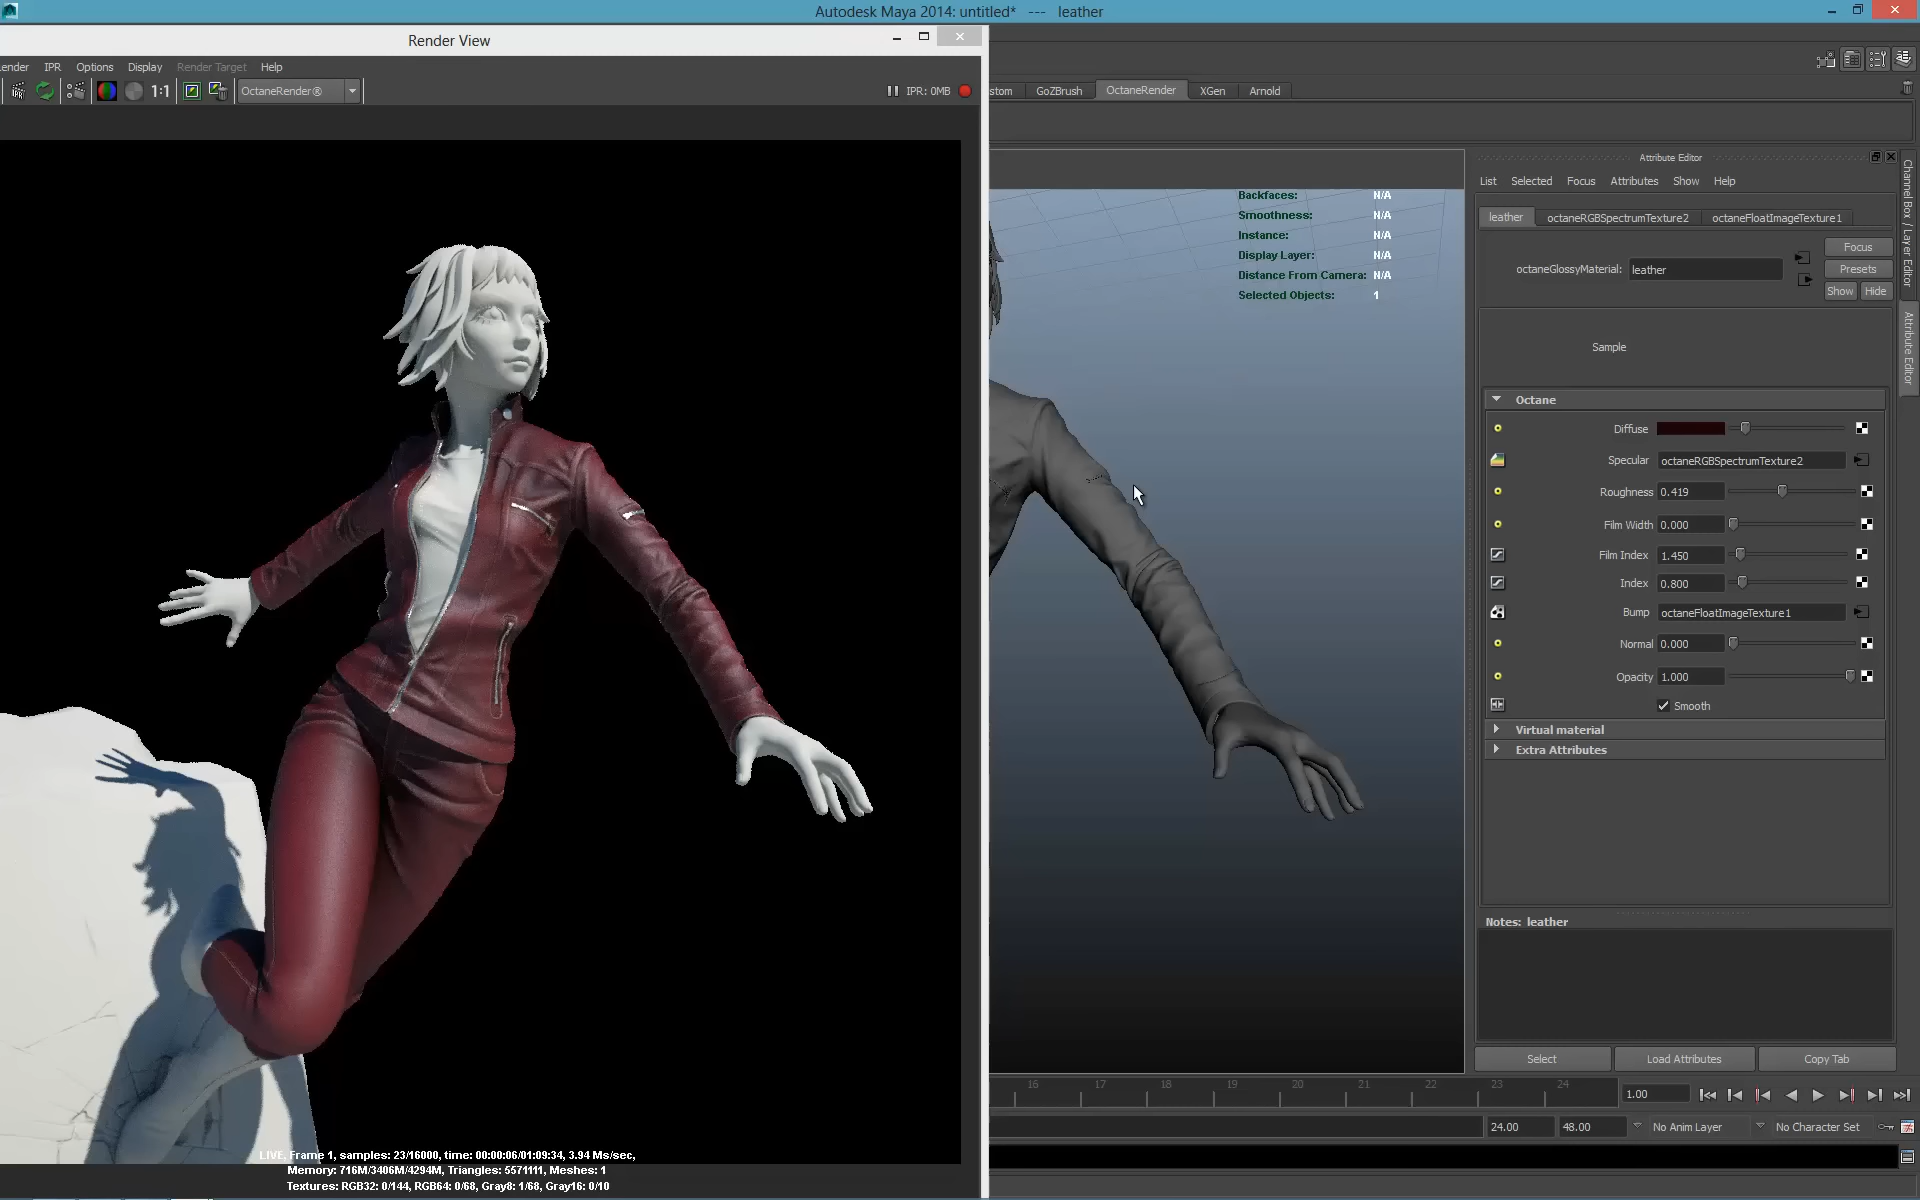 Autodesk Maya 2014: untitled* --- leather
Render View
ender IPR Options Display Render Target Help
1:1 OctaneRender® IPR: 0MB
stom GoZBrush OctaneRender XGen Arnold
Backfaces: N/A
Smoothness: N/A
Instance: N/A
Display Layer: N/A
Distance From Camera: N/A
Selected Objects: 1
Attribute Editor
List Selected Focus Attributes Show Help
leather octaneRGBSpectrumTexture2 octaneFloatImageTexture1
Focus
octaneGlossyMaterial: leather
Presets
Show Hide
Sample
Octane
Diffuse
Specular octaneRGBSpectrumTexture2
Roughness 0.419
Film Width 0.000
Film Index 1.450
Index 0.800
Bump octaneFloatImageTexture1
Normal 0.000
Opacity 1.000
Smooth
Virtual material
Extra Attributes
Notes: leather
Select Load Attributes Copy Tab
Channel Box / Layer Editor
Attribute Editor
16 17 18 19 20 21 22 23 24 1.00
24.00 48.00 No Anim Layer No Character Set
LIVE, Frame 1, samples: 23/16000, time: 00:00:06/01:09:34, 3.94 Ms/sec,
Memory: 716M/3406M/4294M, Triangles: 5571111, Meshes: 1
Textures: RGB32: 0/144, RGB64: 0/68, Gray8: 1/68, Gray16: 0/10